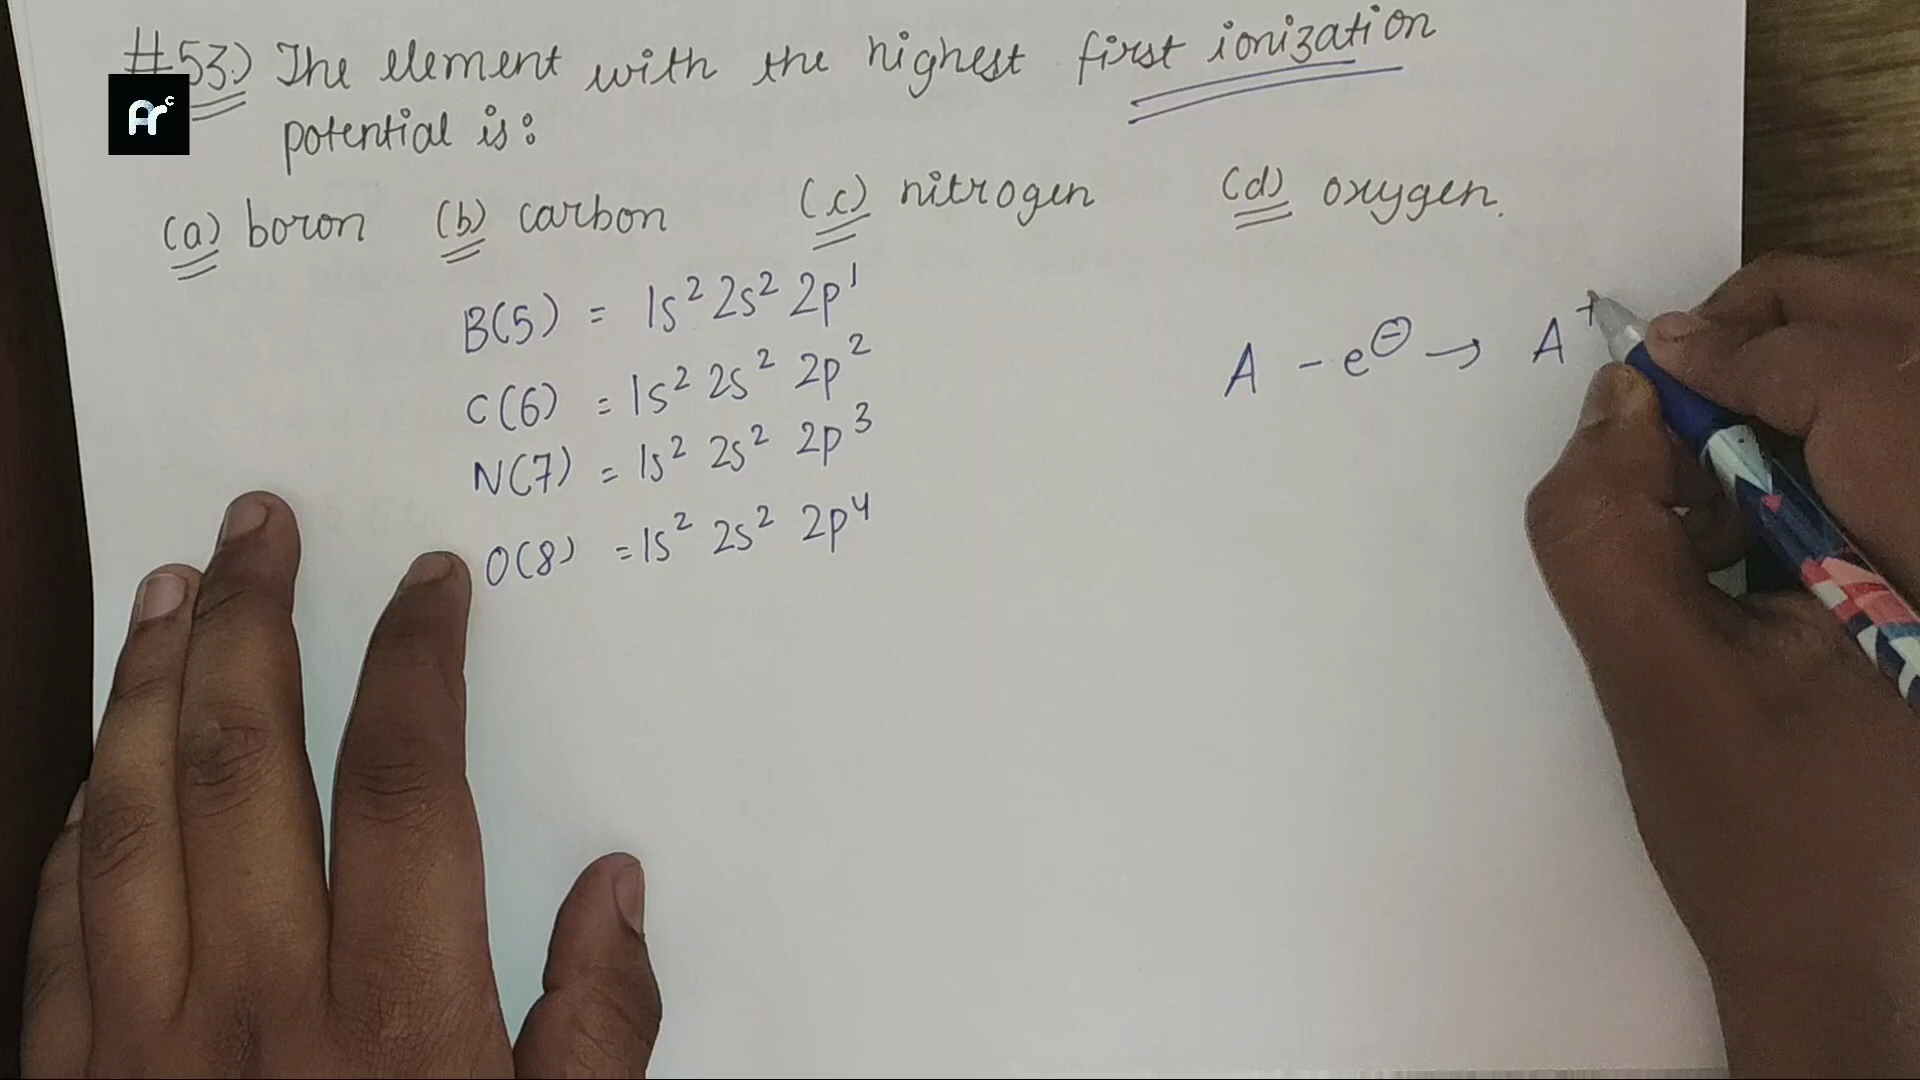 #53.) The element with the highest first ionization
potential is:
(a) boron (b) carbon (c) nitrogen (d) oxygen.
B(5) = 1s² 2s² 2p¹
C(6) = 1s² 2s² 2p²
N(7) = 1s² 2s² 2p³
O(8) = 1s² 2s² 2p⁴
A - e⊖ → A⁺
Arc